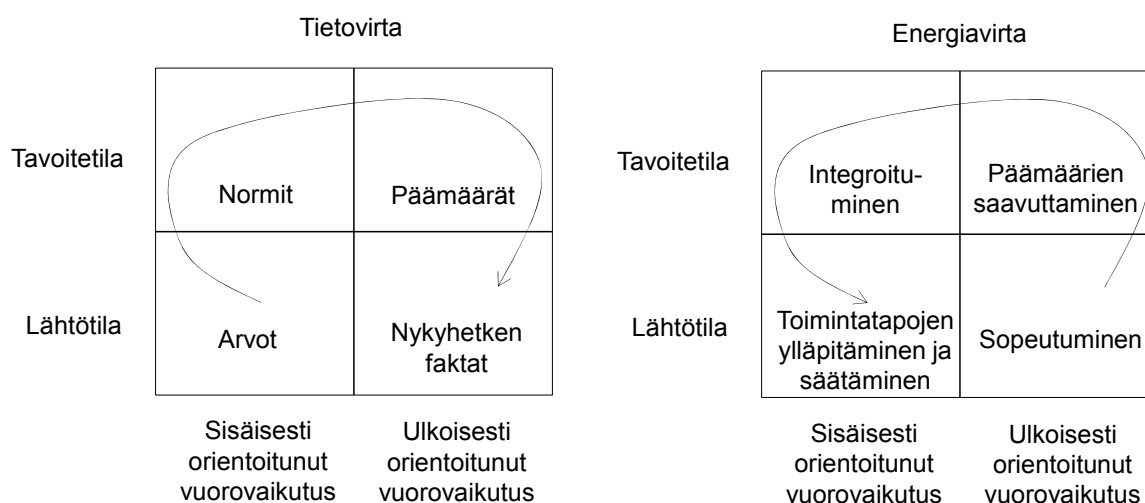 Tietovirta
Tavoitetila
Normit
Päämäärät
Lähtötila
Arvot
Nykyhetken
faktat
Sisäisesti
orientoitunut
vuorovaikutus
Ulkoisesti
orientoitunut
vuorovaikutus
Energiavirta
Tavoitetila
Integroitu-
minen
Päämäärien
saavuttaminen
Lähtötila
Toimintatapojen
ylläpitäminen ja
säätäminen
Sopeutuminen
Sisäisesti
orientoitunut
vuorovaikutus
Ulkoisesti
orientoitunut
vuorovaikutus